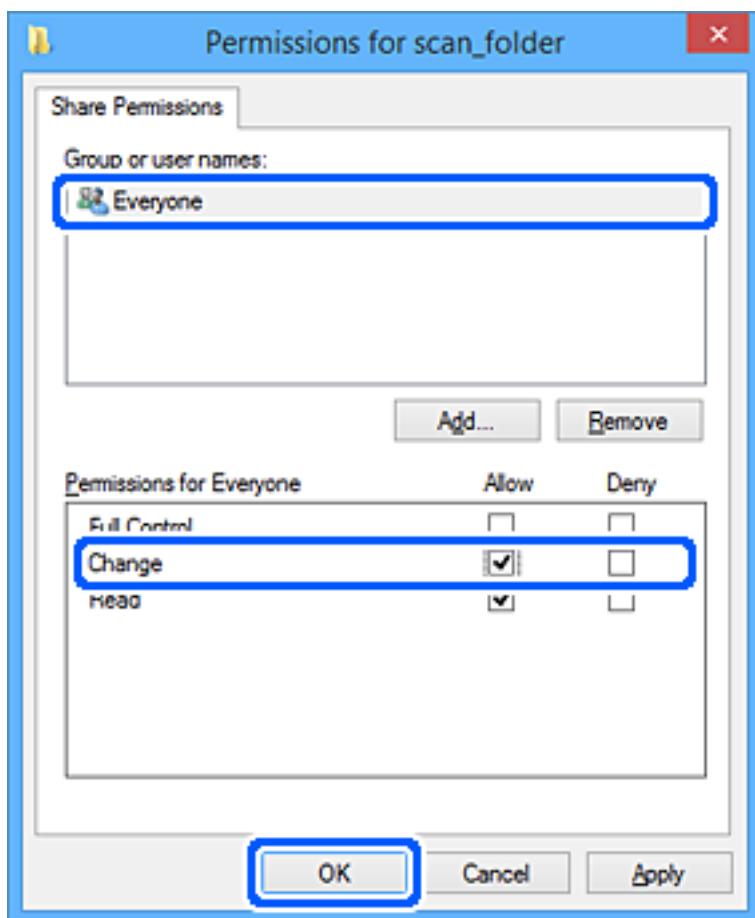 Permissions for scan_folder
Share Permissions
Group or user names:
Everyone
Add...
Remove
Permissions for Everyone Allow Deny
Full Control
Change
Read
OK Cancel Apply